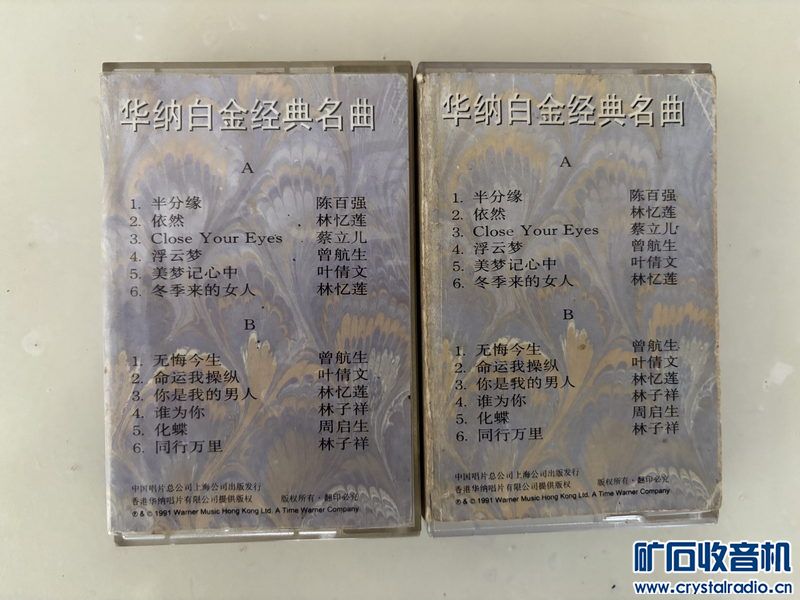 华纳白金经典名曲
A
1. 半分缘 陈百强
2. 依然 林忆莲
3. Close Your Eyes 蔡立儿
4. 浮云梦 曾航生
5. 美梦记心中 叶倩文
6. 冬季来的女人 林忆莲
B
1. 无悔今生 曾航生
2. 命运我操纵 叶倩文
3. 你是我的男人 林忆莲
4. 谁为你 林子祥
5. 化蝶 周启生
6. 同行万里 林子祥
中国唱片总公司上海公司出版发行
香港华纳唱片有限公司提供版权 版权所有·翻印必究
℗ & © 1991 Warner Music Hong Kong Ltd. A Time Warner Company
华纳白金经典名曲
A
1. 半分缘 陈百强
2. 依然 林忆莲
3. Close Your Eyes 蔡立儿
4. 浮云梦 曾航生
5. 美梦记心中 叶倩文
6. 冬季来的女人 林忆莲
B
1. 无悔今生 曾航生
2. 命运我操纵 叶倩文
3. 你是我的男人 林忆莲
4. 谁为你 林子祥
5. 化蝶 周启生
6. 同行万里 林子祥
中国唱片总公司上海公司出版发行
香港华纳唱片有限公司提供版权 版权所有·翻印必究
℗ & © 1991 Warner Music Hong Kong Ltd. A Time Warner Company
矿石收音机
www.crystalradio.cn